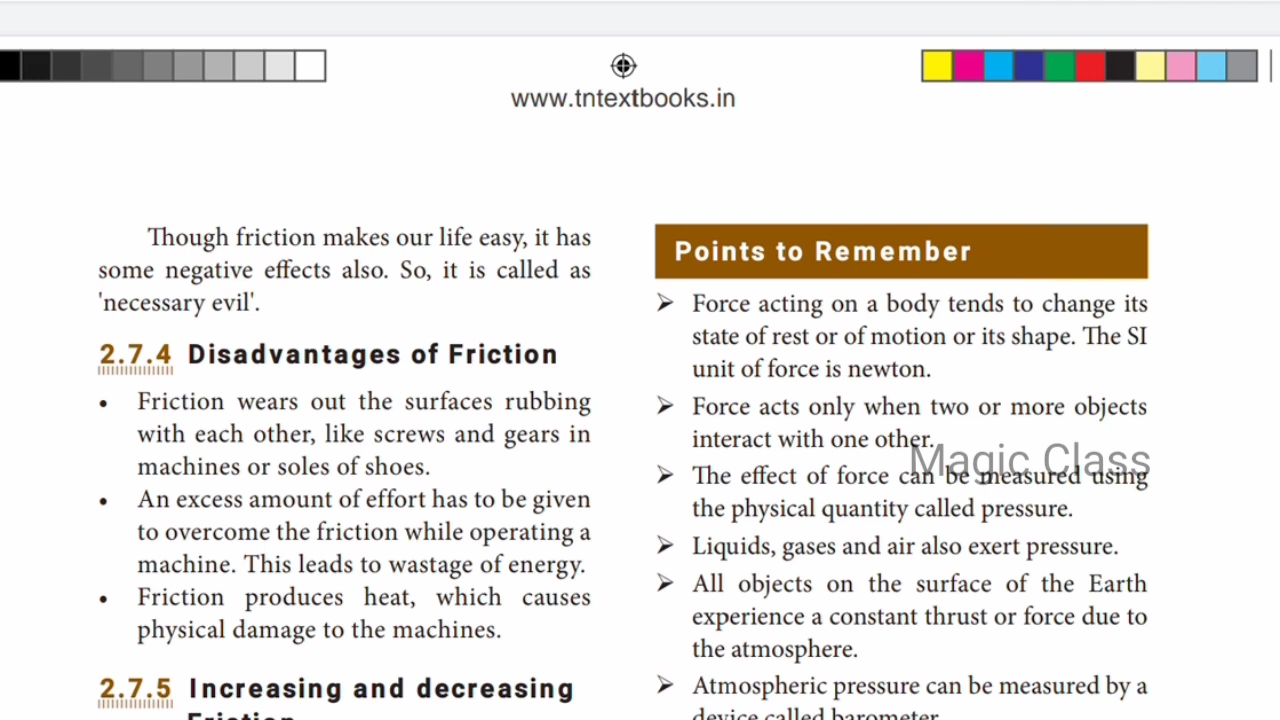 www.tntextbooks.in
Though friction makes our life easy, it has
some negative effects also. So, it is called as
'necessary evil'.
2.7.4 Disadvantages of Friction
• Friction wears out the surfaces rubbing
with each other, like screws and gears in
machines or soles of shoes.
• An excess amount of effort has to be given
to overcome the friction while operating a
machine. This leads to wastage of energy.
• Friction produces heat, which causes
physical damage to the machines.
2.7.5 Increasing and decreasing
Friction
Points to Remember
➢ Force acting on a body tends to change its
state of rest or of motion or its shape. The SI
unit of force is newton.
➢ Force acts only when two or more objects
interact with one other.
Magic Class
➢ The effect of force can be measured using
the physical quantity called pressure.
➢ Liquids, gases and air also exert pressure.
➢ All objects on the surface of the Earth
experience a constant thrust or force due to
the atmosphere.
➢ Atmospheric pressure can be measured by a
device called barometer.